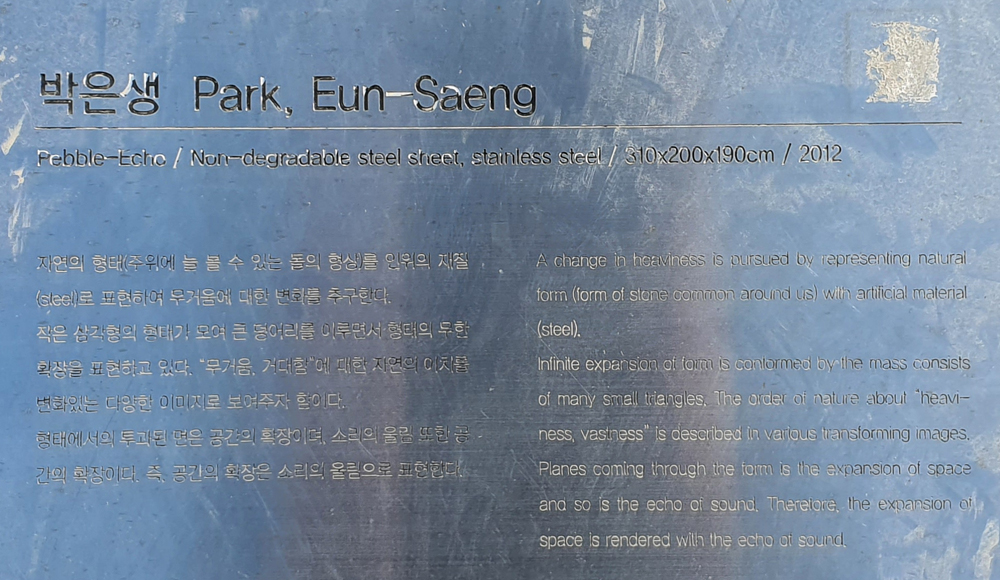 박은생 Park, Eun-Saeng
Pebble-Echo / Non-degradable steel sheet, stainless steel / 310x200x190cm / 2012
자연의 형태(주위에 늘 볼 수 있는 돌의 형상)를 인위의 재질
(steel)로 표현하여 무거움에 대한 변화를 추구한다.
작은 삼각형의 형태가 모여 큰 덩어리를 이루면서 형태의 무한
확장을 표현하고 있다. "무거움, 거대함"에 대한 자연의 이치를
변화있는 다양한 이미지로 보여주자 함이다.
형태에서의 투과된 면은 공간의 확장이며, 소리의 울림 또한 공
간의 확장이다. 즉, 공간의 확장은 소리의 울림으로 표현한다.
A change in heaviness is pursued by representing natural
form (form of stone common around us) with artificial material
(steel).
Infinite expansion of form is conformed by the mass consists
of many small triangles. The order of nature about "heavi-
ness, vastness" is described in various transforming images.
Planes coming through the form is the expansion of space
and so is the echo of sound. Therefore, the expansion of
space is rendered with the echo of sound.